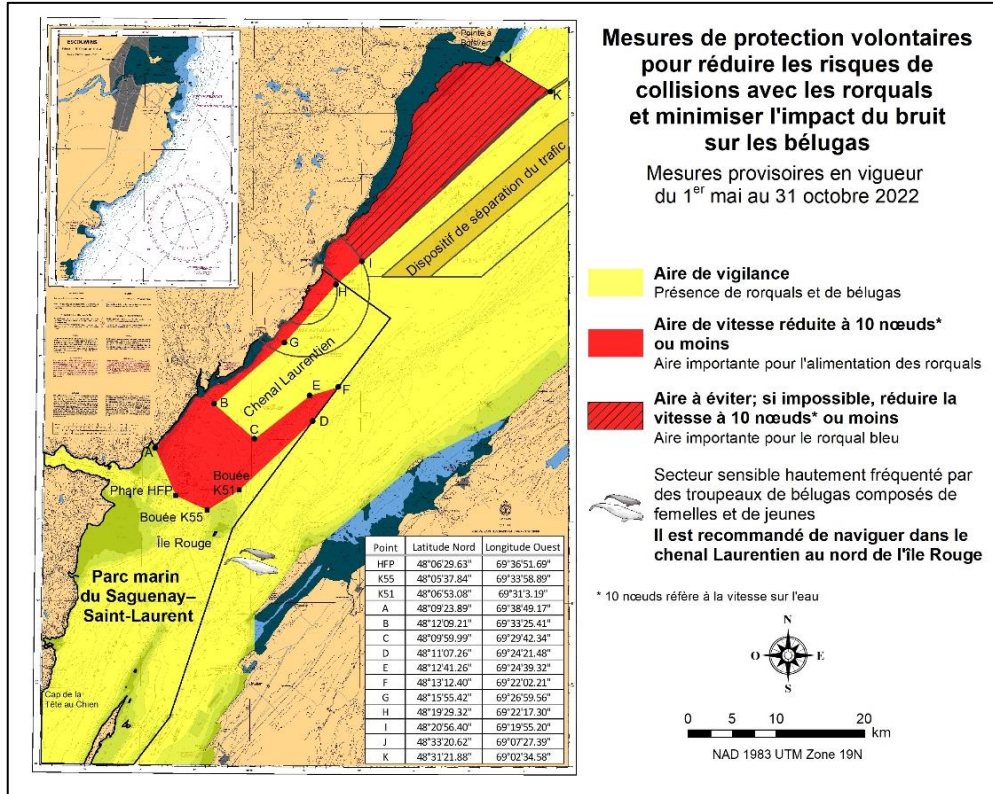 Mesures de protection volontaires
pour réduire les risques de
collisions avec les rorquals
et minimiser l'impact du bruit
sur les bélugas
Mesures provisoires en vigueur
du 1er mai au 31 octobre 2022
Aire de vigilance
Présence de rorquals et de bélugas
Aire de vitesse réduite à 10 nœuds*
ou moins
Aire importante pour l'alimentation des rorquals
Aire à éviter; si impossible, réduire la
vitesse à 10 nœuds* ou moins
Aire importante pour le rorqual bleu
Secteur sensible hautement fréquenté par
des troupeaux de bélugas composés de
femelles et de jeunes
Il est recommandé de naviguer dans le
chenal Laurentien au nord de l'île Rouge
* 10 nœuds réfère à la vitesse sur l'eau
N
O E
S
0 5 10 20
km
NAD 1983 UTM Zone 19N
ESCOUMINS
Pointe à
Boisvert
J
K
Dispositif de séparation du trafic
I
H
G
Chenal Laurentien
E
F
B
D
C
A
Bouée
K51
Phare HFP
Bouée K55
Île Rouge
Parc marin
du Saguenay–
Saint-Laurent
Cap de la
Tête au Chien
Point Latitude Nord Longitude Ouest
HFP 48°06'29.63" 69°36'51.69"
K55 48°05'37.84" 69°33'58.89"
K51 48°06'53.08" 69°31'3.19"
A 48°09'23.89" 69°38'49.17"
B 48°12'09.21" 69°33'25.41"
C 48°09'59.99" 69°29'42.34"
D 48°11'07.26" 69°24'21.48"
E 48°12'41.26" 69°24'39.32"
F 48°13'12.40" 69°22'02.21"
G 48°15'55.42" 69°26'59.56"
H 48°19'29.32" 69°22'17.30"
I 48°20'56.40" 69°19'55.20"
J 48°33'20.62" 69°07'27.39"
K 48°31'21.88" 69°02'34.58"